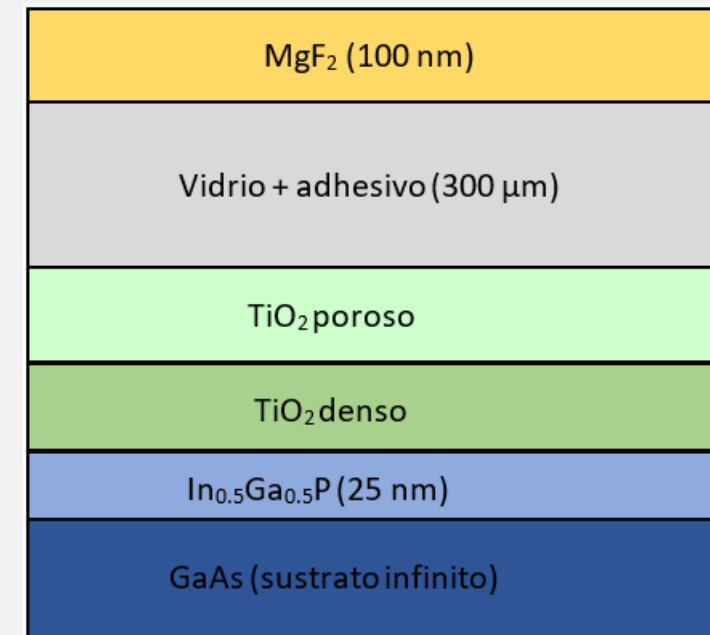 MgF₂ (100 nm)
Vidrio + adhesivo (300 µm)
TiO₂ poroso
TiO₂ denso
In₀.₅Ga₀.₅P (25 nm)
GaAs (sustrato infinito)